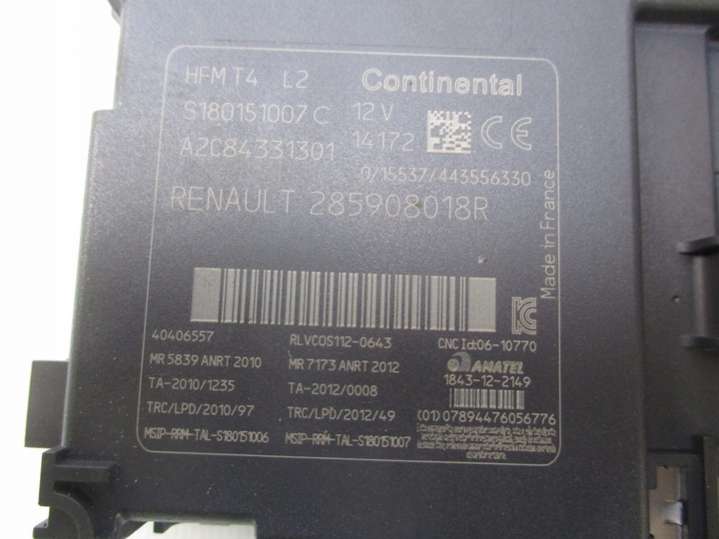 HFM T4 L2 Continental
S180151007 C 12 V
A2C84331301 14172 CE
0/15537/443556330
RENAULT 285908018R
Made in France
40406557 RLVCOS112-0643 CNC Id:06-10770
MR 5839 ANRT 2010 MR 7173 ANRT 2012 ANATEL
TA-2010/1235 TA-2012/0008 1843-12-2149
TRC/LPD/2010/97 TRC/LPD/2012/49 (01)07894476056776
MSIP-RRM-TAL-S180151006 MSIP-RRM-TAL-S180151007